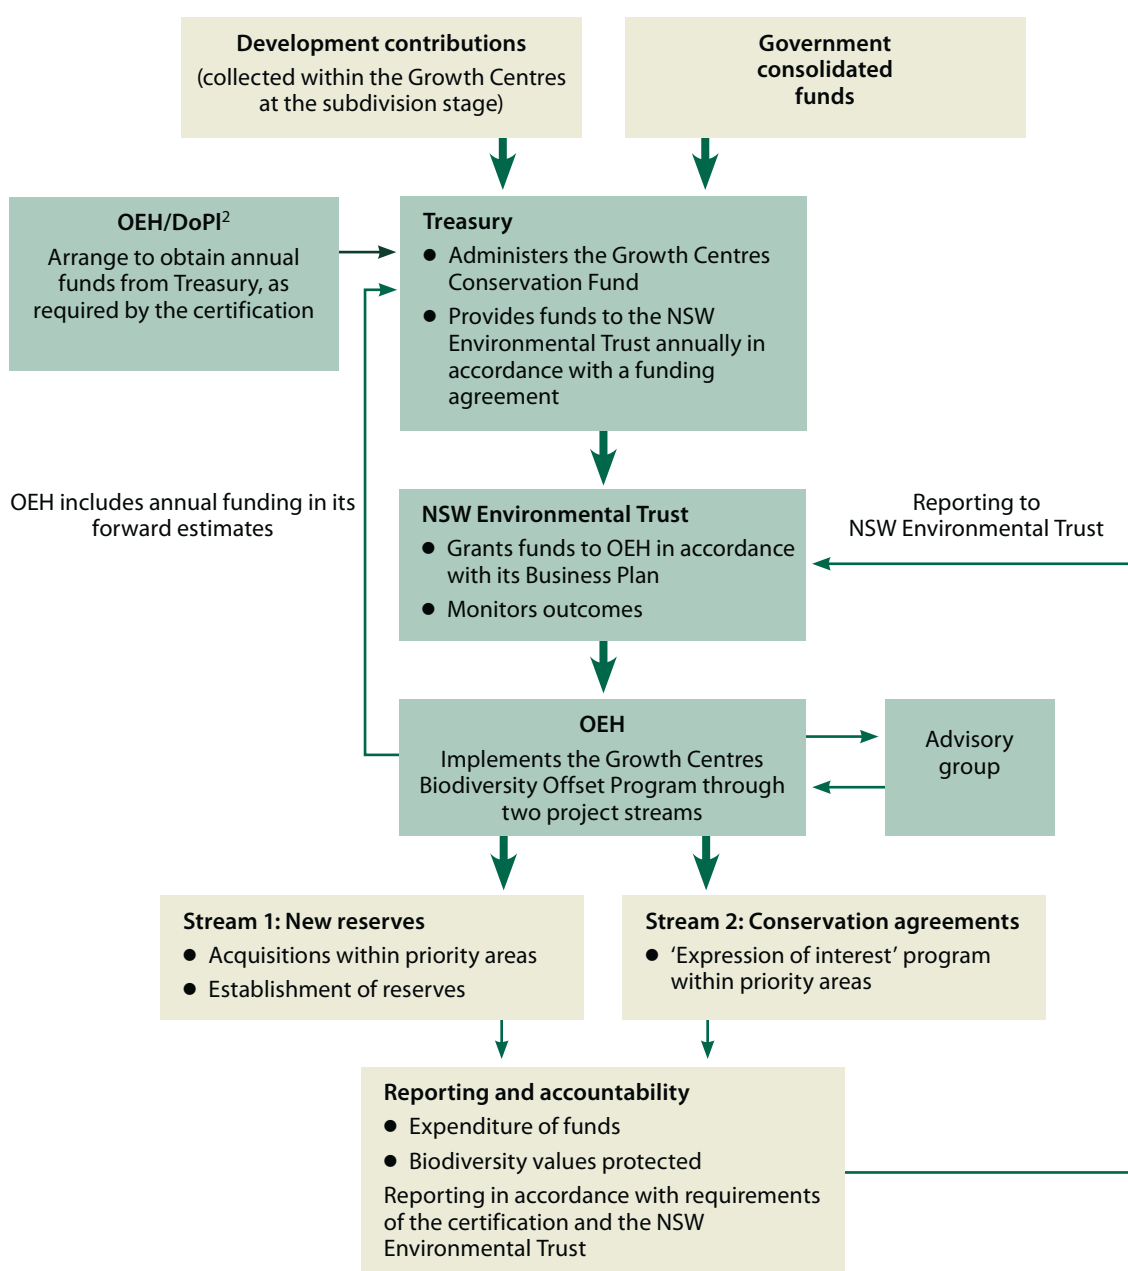 Development contributions
(collected within the Growth Centres
at the subdivision stage)
Government
consolidated
funds
OEH/DoPl²
Arrange to obtain annual
funds from Treasury, as
required by the certification
Treasury
● Administers the Growth Centres
Conservation Fund
● Provides funds to the NSW
Environmental Trust annually in
accordance with a funding
agreement
OEH includes annual funding in its
forward estimates
NSW Environmental Trust
● Grants funds to OEH in accordance
with its Business Plan
● Monitors outcomes
Reporting to
NSW Environmental Trust
OEH
Implements the Growth Centres
Biodiversity Offset Program through
two project streams
Advisory
group
Stream 1: New reserves
● Acquisitions within priority areas
● Establishment of reserves
Stream 2: Conservation agreements
● ‘Expression of interest’ program
within priority areas
Reporting and accountability
● Expenditure of funds
● Biodiversity values protected
Reporting in accordance with requirements
of the certification and the NSW
Environmental Trust